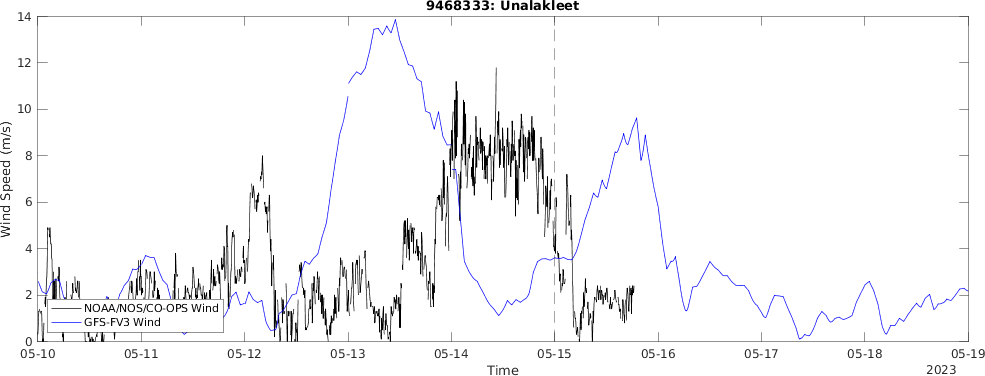 9468333: Unalakleet
Wind Speed (m/s)
14
12
10
8
6
4
2
0
NOAA/NOS/CO-OPS Wind
GFS-FV3 Wind
05-10 05-11 05-12 05-13 05-14 05-15 05-16 05-17 05-18 05-19
Time
2023